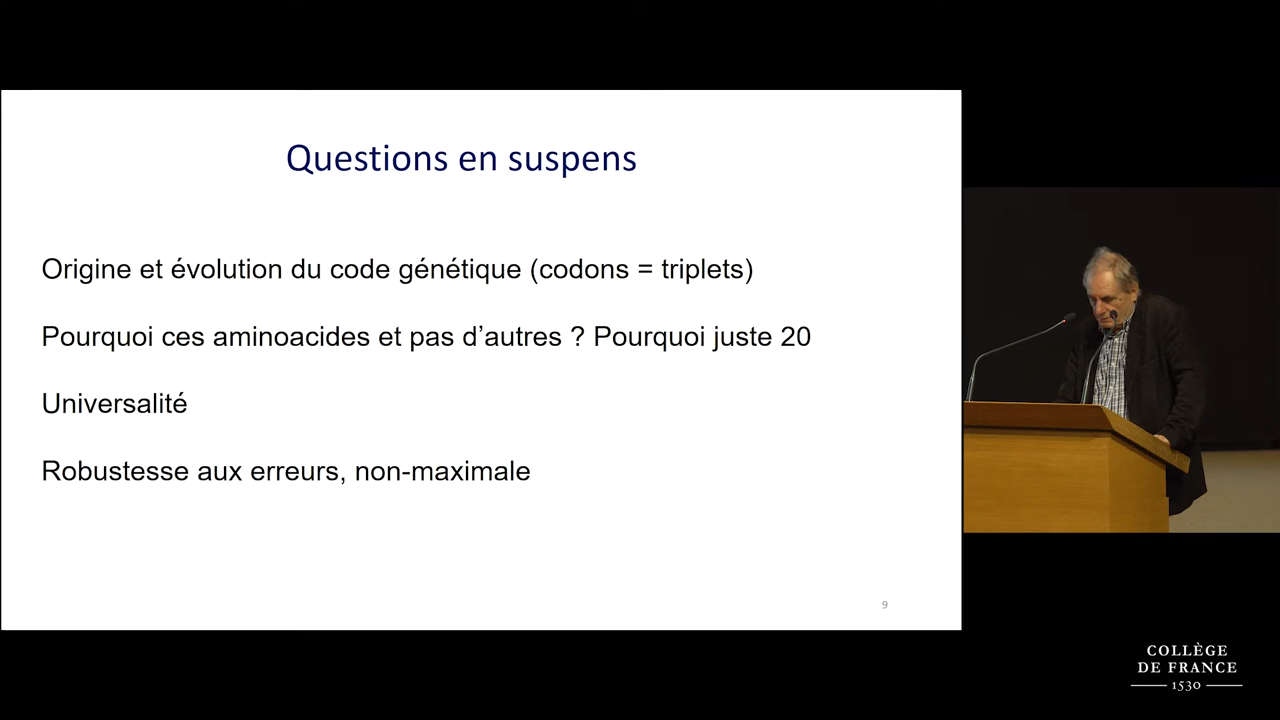 Questions en suspens
Origine et évolution du code génétique (codons = triplets)
Pourquoi ces aminoacides et pas d’autres ? Pourquoi juste 20
Universalité
Robustesse aux erreurs, non-maximale
9
COLLÈGE
DE FRANCE
1530